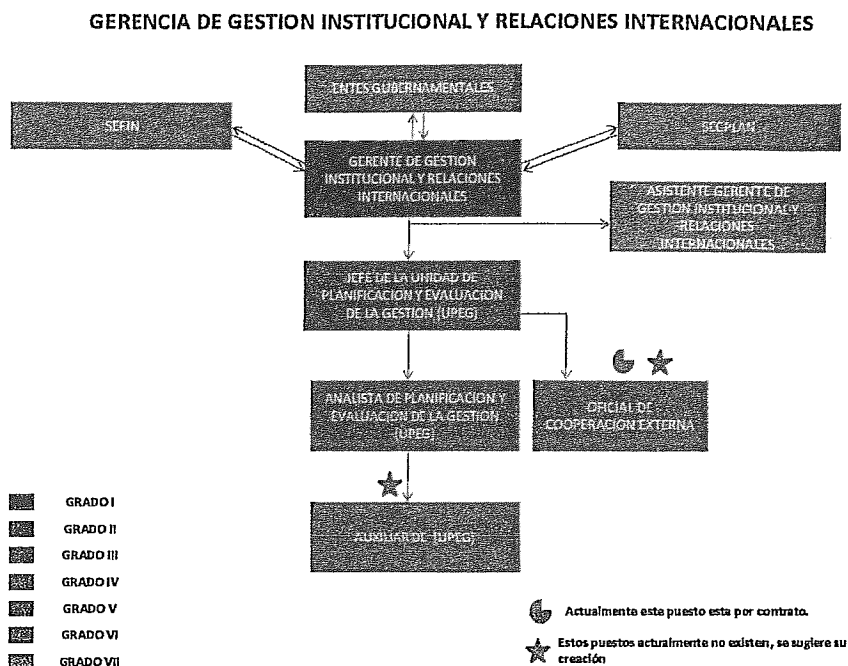 GERENCIA DE GESTION INSTITUCIONAL Y RELACIONES INTERNACIONALES
ENTES GUBERNAMENTALES
SEFIN
SECPLAN
GERENTE DE GESTION
INSTITUCIONAL Y RELACIONES
INTERNACIONALES
ASISTENTE GERENTE DE
GESTION INSTITUCIONAL Y
RELACIONES
INTERNACIONALES
JEFE DE LA UNIDAD DE
PLANIFICACION Y EVALUACION
DE LA GESTION (UPEG)
ANALISTA DE PLANIFICACION Y
EVALUACION DE LA GESTION
(UPEG)
OFICIAL DE
COOPERACION EXTERNA
AUXILIAR DE (UPEG)
GRADO I
GRADO II
GRADO III
GRADO IV
GRADO V
GRADO VI
GRADO VII
Actualmente este puesto esta por contrato.
Estos puestos actualmente no existen, se sugiere su
creación